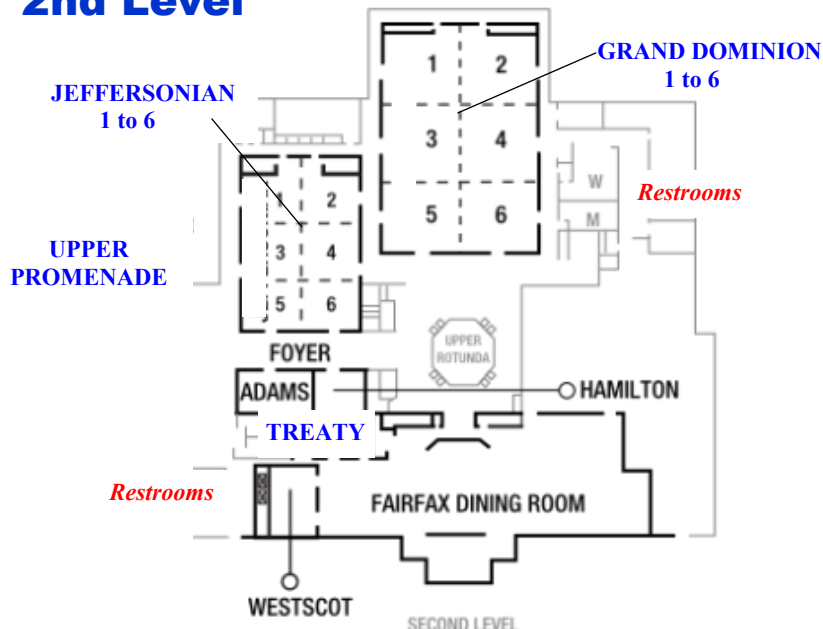 2nd Level
GRAND DOMINION
1 to 6
JEFFERSONIAN
1 to 6
1 2
3 4
5 6
W
M
Restrooms
1 2
3 4
5 6
UPPER
PROMENADE
FOYER
UPPER
ROTUNDA
ADAMS
HAMILTON
TREATY
Restrooms
FAIRFAX DINING ROOM
WESTSCOT
SECOND LEVEL